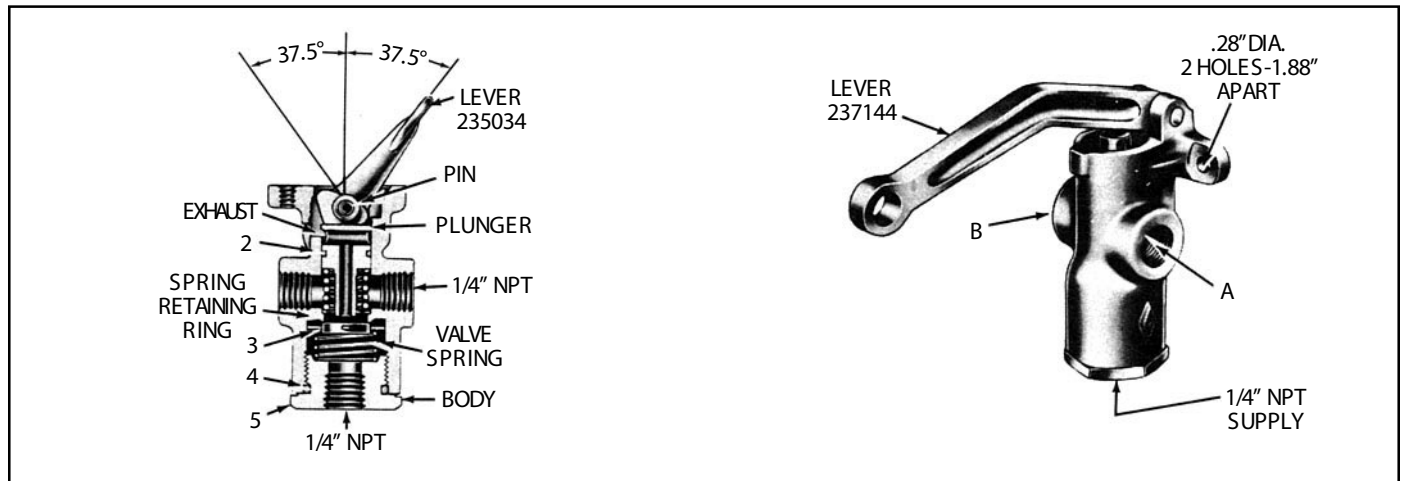 37.5°
37.5°
LEVER
235034
PIN
EXHAUST
PLUNGER
2
1/4” NPT
SPRING
RETAINING
RING
3
VALVE
SPRING
4
BODY
5
1/4” NPT
.28” DIA.
2 HOLES-1.88”
APART
LEVER
237144
B
A
1/4” NPT
SUPPLY